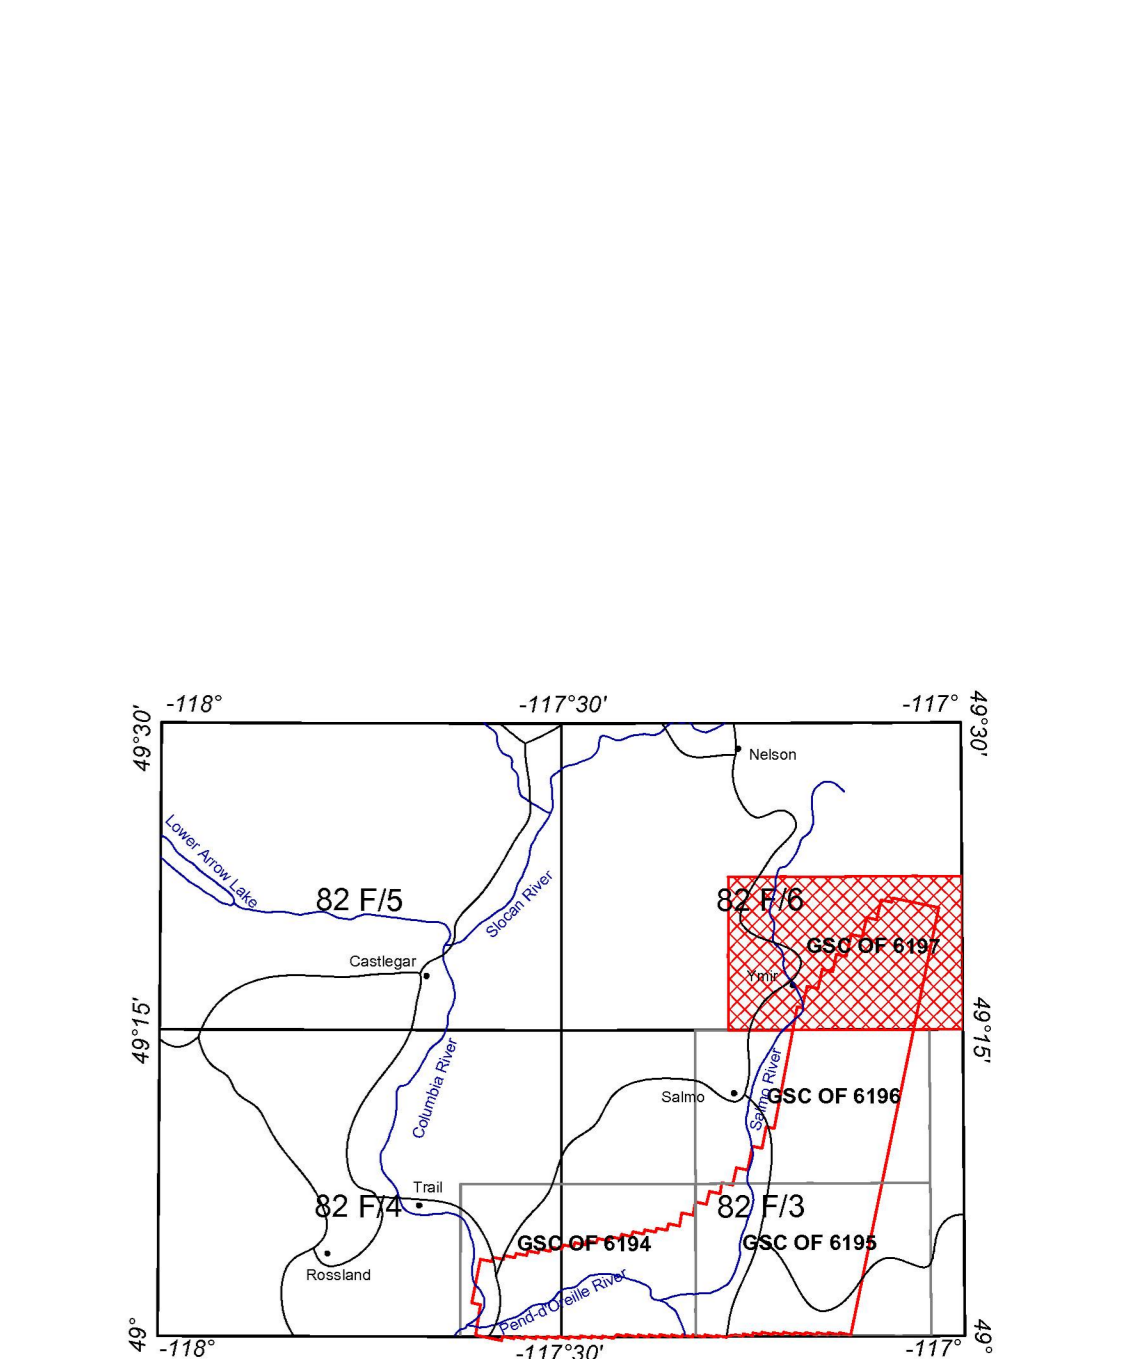 -118°
-117°30'
-117°
49°30'
49°30'
Nelson
Lower Arrow Lake
82 F/5
82 F/6
Slocan River
GSC OF 6197
Castlegar
Ymir
49°15'
49°15'
Columbia River
Salmo River
Salmo
GSC OF 6196
Trail
82 F/4
82 F/3
GSC OF 6194
GSC OF 6195
Rossland
Pend-d'Oreille River
49°
49°
-118°
-117°30'
-117°